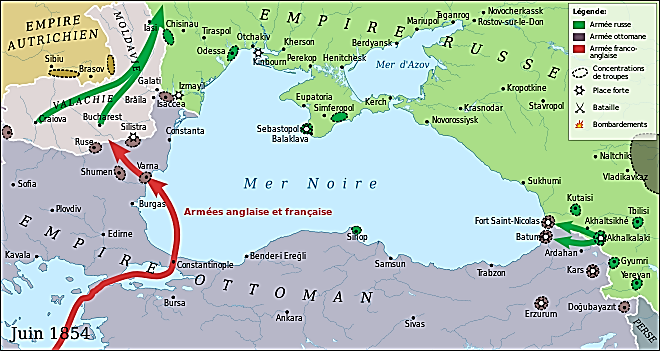 EMPIRE
AUTRICHIEN
MOLDAVIE
VALACHIE
EMPIRE RUSSE
Mer d'Azov
Mer Noire
EMPIRE OTTOMAN
PERSE
Armées anglaise et française
Juin 1854
Légende:
Armée russe
Armée ottomane
Armée franco-
anglaise
Concentrations
de troupes
Place forte
Bataille
Bombardements
Iasi
Chisinau
Tiraspol
Odessa
Otchakiv
Kinbourn
Kherson
Perekop
Henitchesk
Berdyansk
Mariupol
Taganrog
Novocherkassk
Rostov-sur-le-Don
Sibiu
Brasov
Galati
Izmayil
Isaccea
Brăila
Craiova
Bucharest
Silistra
Ruse
Constanta
Shumen
Varna
Sofia
Burgas
Plovdiv
Edirne
Kavala
Constantinople
Bursa
Bender-i Ereğli
Ankara
Sinop
Samsun
Sivas
Trabzon
Erzurum
Eupatoria
Simferopol
Sebastopol
Balaklava
Kerch
Krasnodar
Novorossiysk
Kropotkine
Stavropol
Naltchik
Vladikavkaz
Sukhumi
Kutaisi
Fort Saint-Nicolas
Akhaltsikhé
Tbilisi
Batum
Akhalkalaki
Ardahan
Kars
Gyumri
Yerevan
Doğubayazıt